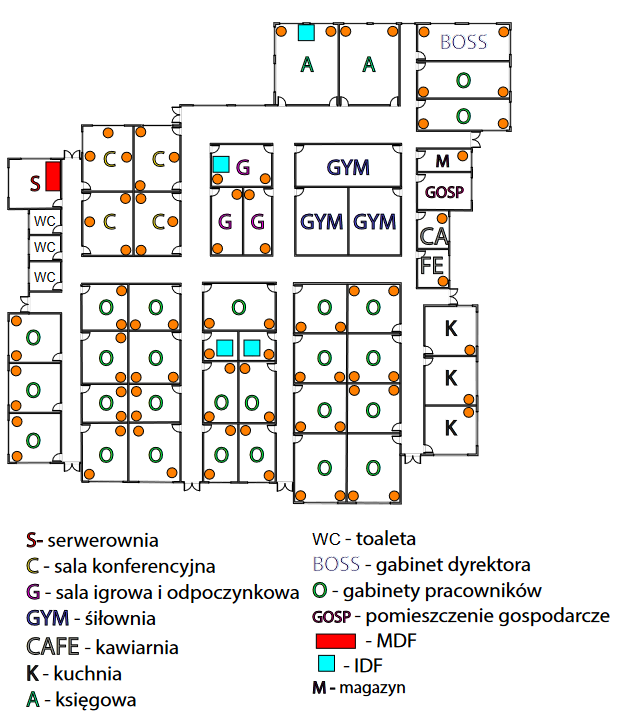 BOSS
A A
O
O
C C
G GYM
M
S
GOSP
WC
C C
G G
GYM GYM
CA
WC
FE
WC
O O O O O
K
O
O O O O
K
O
O O O O O O
K
O
O O O O O O
S- serwerownia
C - sala konferencyjna
G - sala igrowa i odpoczynkowa
GYM - śiłownia
CAFE - kawiarnia
K - kuchnia
A - księgowa
WC - toaleta
BOSS - gabinet dyrektora
O - gabinety pracowników
GOSP - pomieszczenie gospodarcze
- MDF
- IDF
M - magazyn